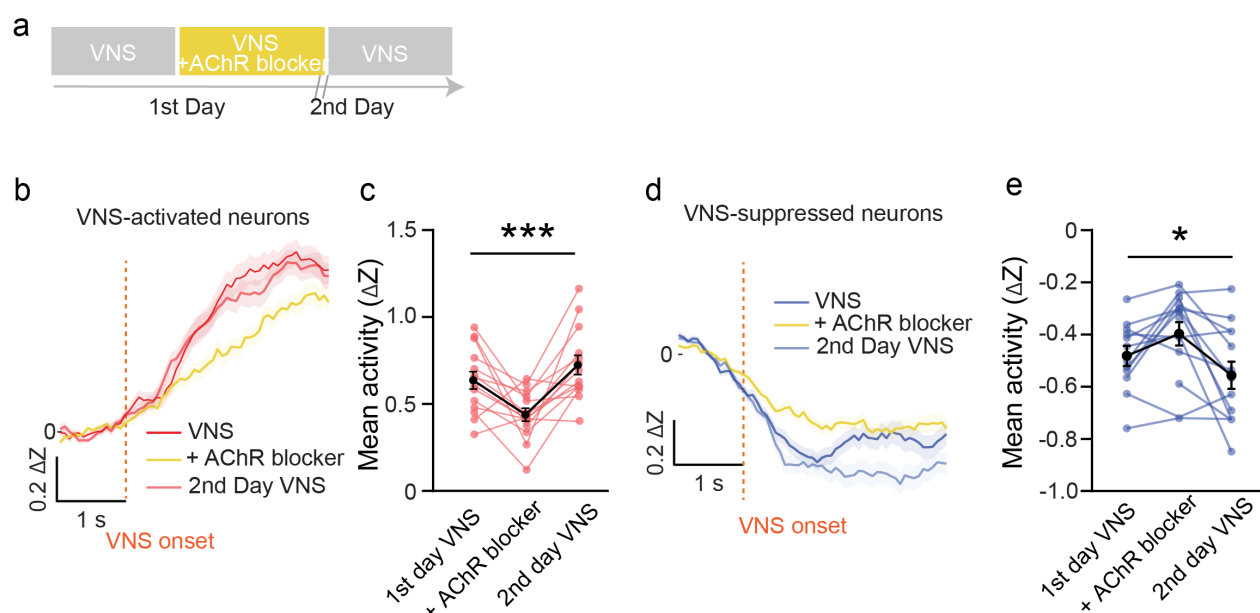 a
VNS
VNS
+AChR blocker
VNS
1st Day
2nd Day
b
VNS-activated neurons
0
0.2 ΔZ
1 s
VNS onset
VNS
+ AChR blocker
2nd Day VNS
c
Mean activity (ΔZ)
1.5
1.0
0.5
0
***
1st day VNS
+ AChR blocker
2nd day VNS
d
VNS-suppressed neurons
0
0.2 ΔZ
1 s
VNS onset
VNS
+ AChR blocker
2nd Day VNS
e
Mean activity (ΔZ)
0
-0.2
-0.4
-0.6
-0.8
-1.0
*
1st day VNS
+ AChR blocker
2nd day VNS